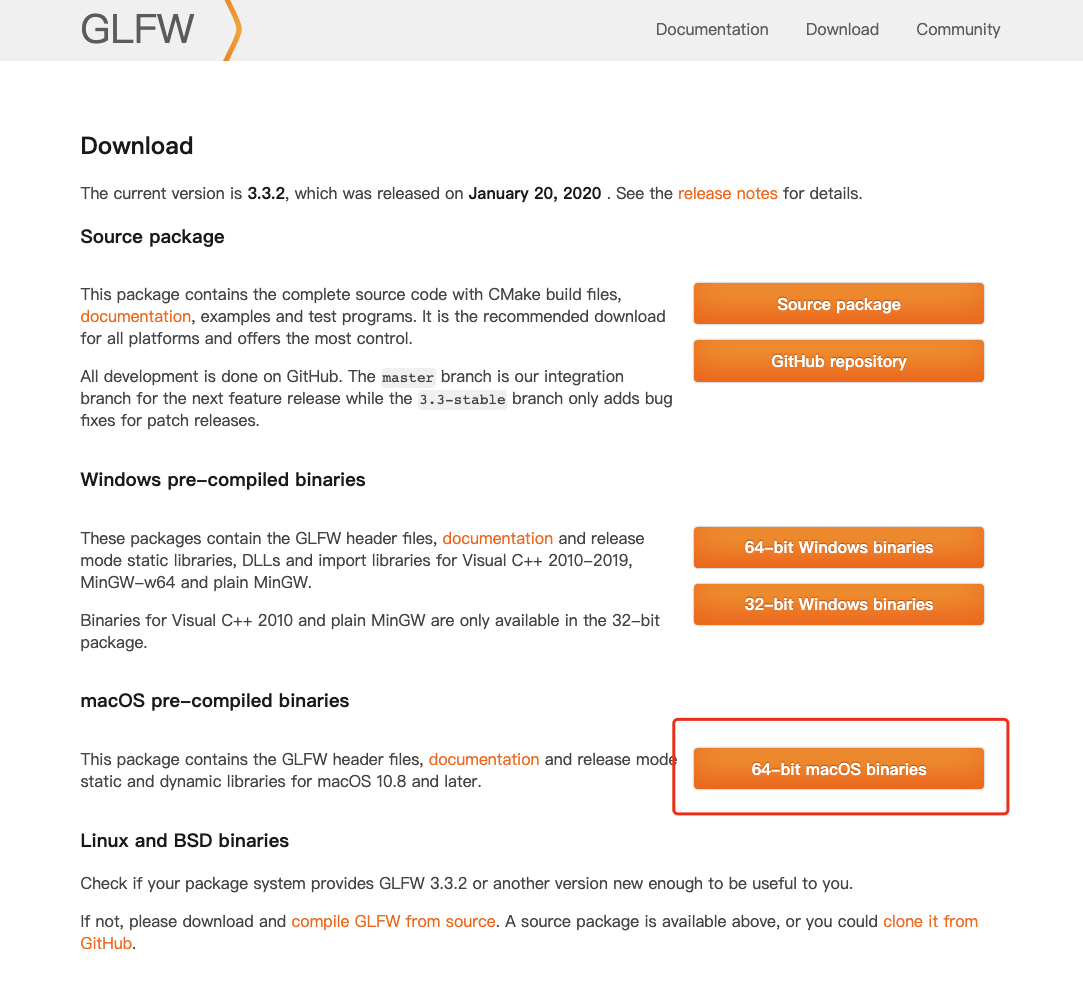 GLFW
Documentation Download Community
Download
The current version is 3.3.2, which was released on January 20, 2020 . See the release notes for details.
Source package
This package contains the complete source code with CMake build files,
documentation, examples and test programs. It is the recommended download
for all platforms and offers the most control.
Source package
GitHub repository
All development is done on GitHub. The master branch is our integration
branch for the next feature release while the 3.3-stable branch only adds bug
fixes for patch releases.
Windows pre-compiled binaries
These packages contain the GLFW header files, documentation and release
mode static libraries, DLLs and import libraries for Visual C++ 2010-2019,
MinGW-w64 and plain MinGW.
64-bit Windows binaries
32-bit Windows binaries
Binaries for Visual C++ 2010 and plain MinGW are only available in the 32-bit
package.
macOS pre-compiled binaries
This package contains the GLFW header files, documentation and release mode
static and dynamic libraries for macOS 10.8 and later.
64-bit macOS binaries
Linux and BSD binaries
Check if your package system provides GLFW 3.3.2 or another version new enough to be useful to you.
If not, please download and compile GLFW from source. A source package is available above, or you could clone it from
GitHub.